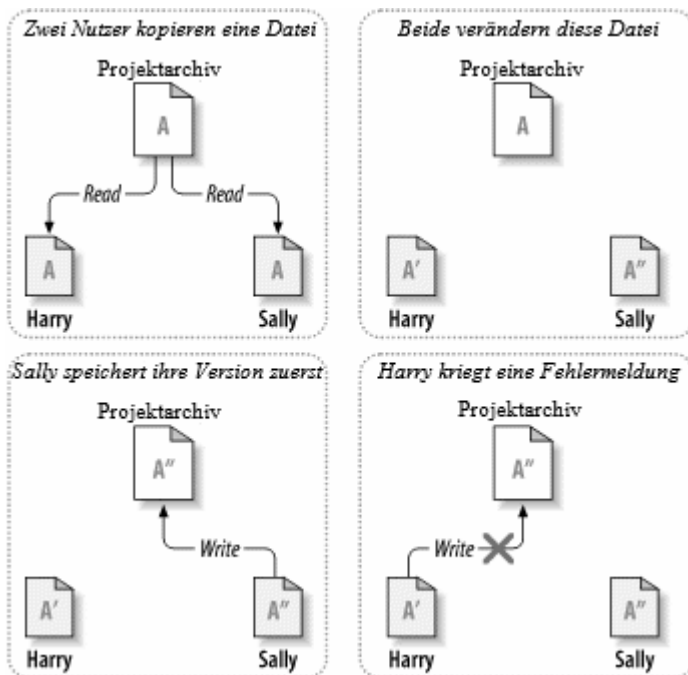 Zwei Nutzer kopieren eine Datei
Projektarchiv
A
Read
Read
A
A
Harry
Sally
Beide verändern diese Datei
Projektarchiv
A
A'
A"
Harry
Sally
Sally speichert ihre Version zuerst
Projektarchiv
A"
Write
A'
A"
Harry
Sally
Harry kriegt eine Fehlermeldung
Projektarchiv
A"
Write
A'
A"
Harry
Sally